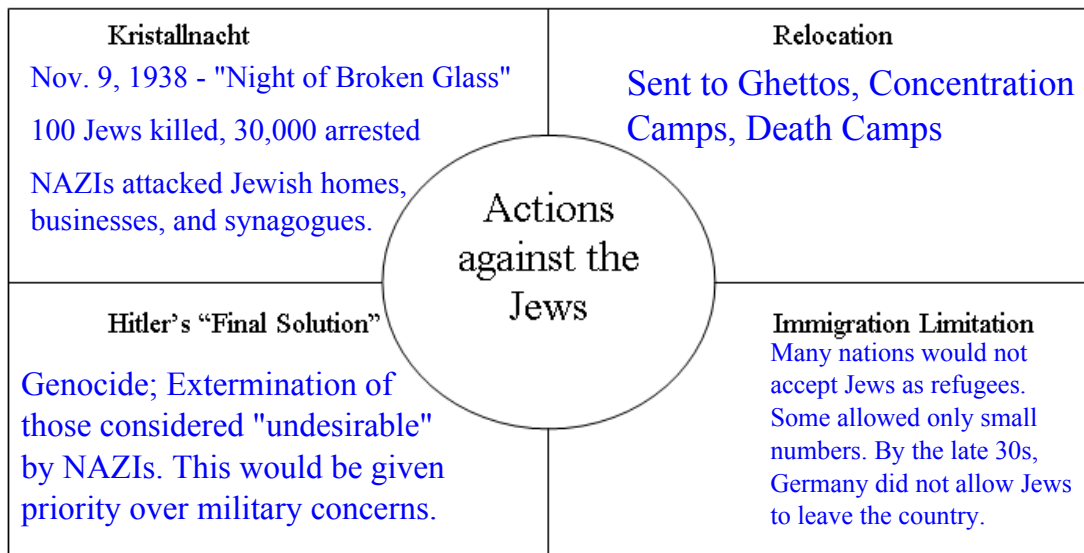 Kristallnacht
Nov. 9, 1938 - "Night of Broken Glass"
100 Jews killed, 30,000 arrested
NAZIs attacked Jewish homes,
businesses, and synagogues.
Relocation
Sent to Ghettos, Concentration
Camps, Death Camps
Actions
against the
Jews
Hitler's “Final Solution”
Genocide; Extermination of
those considered "undesirable"
by NAZIs. This would be given
priority over military concerns.
Immigration Limitation
Many nations would not
accept Jews as refugees.
Some allowed only small
numbers. By the late 30s,
Germany did not allow Jews
to leave the country.